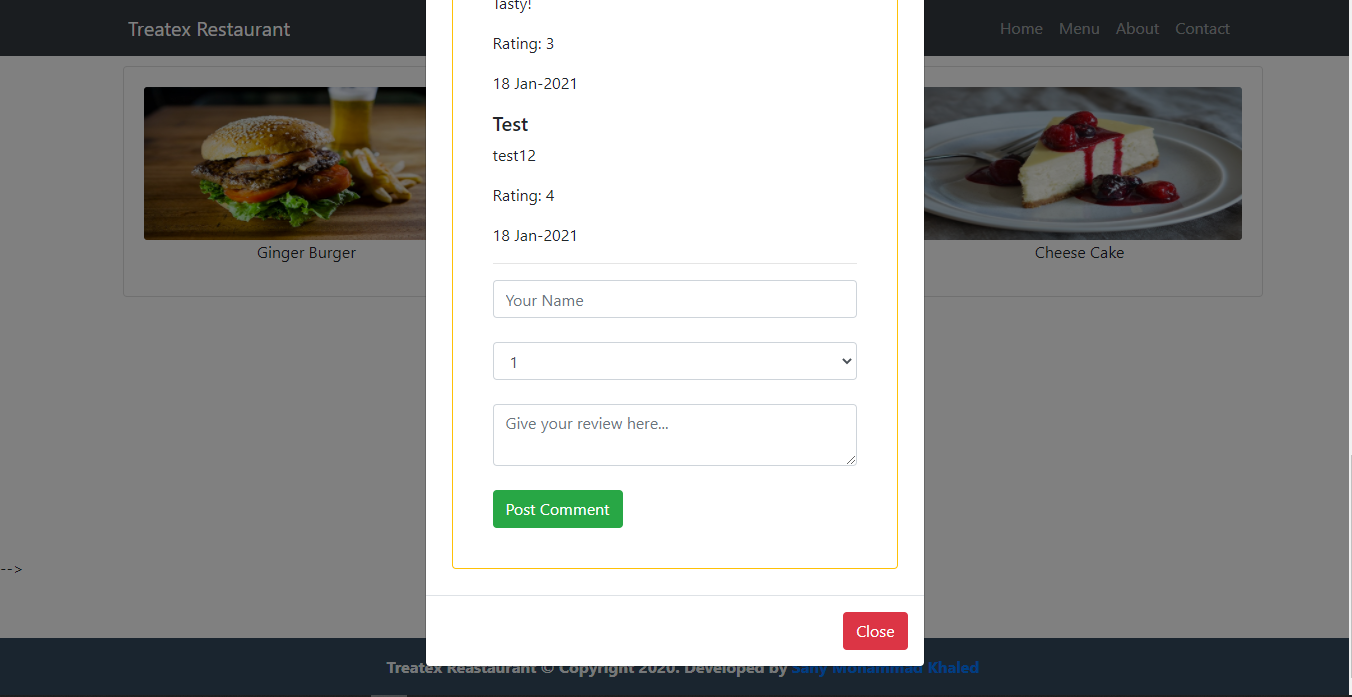 Treatex Restaurant
Home Menu About Contact
Tasty!
Rating: 3
18 Jan-2021
Test
test12
Rating: 4
18 Jan-2021
Ginger Burger
Cheese Cake
Your Name
1
Give your review here...
Post Comment
-->
Close
Treatex Reastaurant © Copyright 2020. Developed by Sany Mohammad Khaled